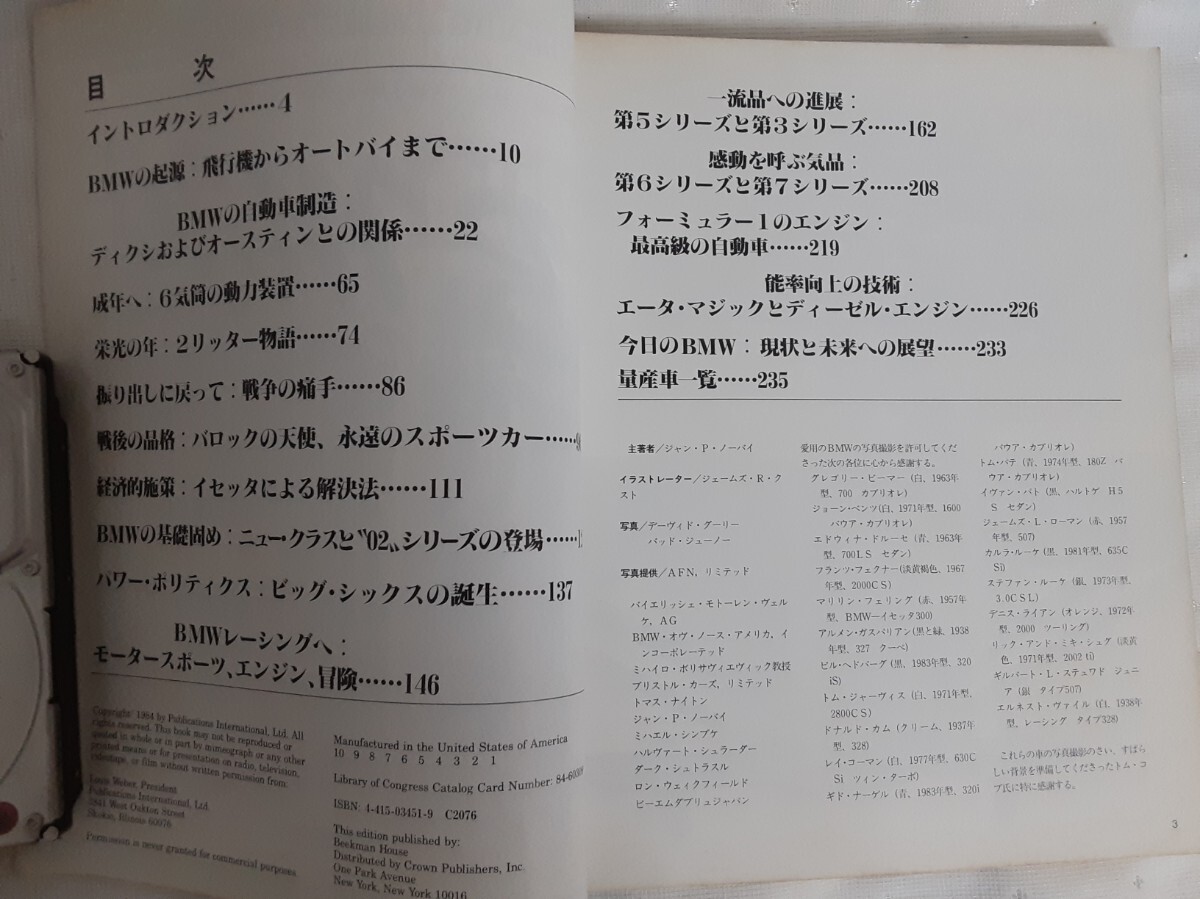 目 次
イントロダクション……4
BMWの起源：飛行機からオートバイまで……10
BMWの自動車制造：
ディクシおよびオースティンとの関係……22
成年へ：6気筒の動力装置……65
栄光の年：2リッター物語……74
振り出しに戻って：戦争の痛手……86
戦後の品格：バロックの天使、永遠のスポーツカー……
経済的施策：イセッタによる解決法……111
BMWの基礎固め：ニュー・クラスと〝02〟シリーズの登場……
パワー・ポリティクス：ビッグ・シックスの誕生……137
BMWレーシングへ：
モータースポーツ、エンジン、冒険……146
Copyright 1984 by Publications International, Ltd. All
rights reserved. This book may not be reproduced or
quoted in whole or in part by mimeograph or any other
printed means or for presentation on radio, television,
videotape, or film without written permission from:
Louis Weber, President
Publications International, Ltd.
3841 West Oakton Street
Skokie, Illinois 60076
Permission is never granted for commercial purposes.
Manufactured in the United States of America
10 9 8 7 6 5 4 3 2 1
Library of Congress Catalog Card Number: 84-60
ISBN: 4-415-03451-9 C2076
This edition published by:
Beekman House
Distributed by Crown Publishers, Inc.
One Park Avenue
New York, New York 10016
一流品への進展：
第5シリーズと第3シリーズ……162
感動を呼ぶ気品：
第6シリーズと第7シリーズ……208
フォーミュラー1のエンジン：
最高級の自動車……219
能率向上の技術：
エータ・マジックとディーゼル・エンジン……226
今日のBMW：現状と未来への展望……233
量産車一覧……235
主著者／ジャン・P・ノーバイ
イラストレーター／ジェームズ・R・ク
スト
写真／デーヴィド・グーリー
バッド・ジューノー
写真提供／AFN，リミテッド
バイエリッシェ・モトーレン・ヴェル
ケ，AG
BMW・オヴ・ノース・アメリカ，イ
ンコーポレーテッド
ミハイロ・ボリサヴィエヴィック教授
ブリストル・カーズ，リミテッド
トマス・ナイトン
ジャン・P・ノーバイ
ミハエル・シンプケ
ハルヴァート・シュラーダー
ダーク・シュトラスル
ロン・ウェィクフィールド
ビーエムダブリュジャパン
愛用のBMWの写真撮影を許可してくだ
さった次の各位に心から感謝する。
グレゴリー・ビーマー（白，1963年
型，700 カブリオレ）
ジョーン・ベンツ(白，1971年型，1600
バウア・カブリオレ）
エドウィナ・ドルーセ（青，1963年
型，700LS セダン）
フランツ・フェクナー(淡黄褐色，1967
年型，2000CS）
マリリン・フェリング（赤，1957年
型，BMW―イセッタ300）
アルメン・ガスパリアン(黒と緑，1938
年型，327 クーペ）
ビル・ヘドバーグ（黒，1983年型，320
iS）
トム・ジャーヴィス（白，1971年型，
2800CS）
ドナルド・カム（クリーム，1937年
型，328）
レイ・コーマン（白，1977年型，630C
Si ツィン・ターボ）
ギド・ナーゲル（青，1983年型，320i
バウア・カブリオレ）
トム・パテ（青，1974年型，180Z バ
ウア・カブリオレ）
イヴァン・パト（黒，ハルトゲ H5
S セダン）
ジェームズ・L・ローマン（赤，1957
年型，507）
カルラ・ルーケ（黒，1981年型，635C
Si）
ステファン・ルーケ（銀，1973年型，
3.0CSL）
デニス・ライアン（オレンジ，1972年
型，2000 ツーリング）
リック・アンド・ミキ・シュグ（淡黄
色，1971年型，2002ti）
ギルバート・L・ステュワド ジュニ
ア（銀 タイプ507）
エルネスト・ヴァイル（白，1938年
型，レーシング タイプ328）
これらの車の写真撮影のさい，すばら
しい背景を準備してくださったトム・コ
ブ氏に特に感謝する。
3